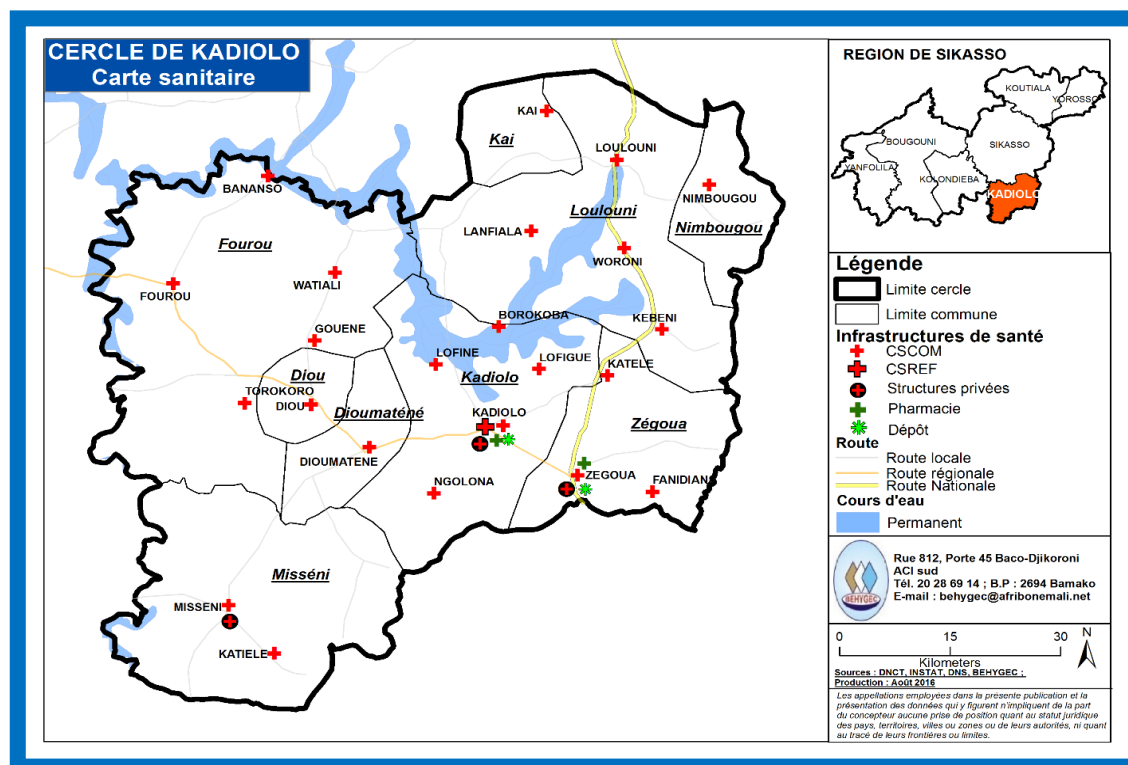 CERCLE DE KADIOLO
Carte sanitaire
KAI
Kai
LOULOUNI
BANANSO
NIMBOUGOU
Loulouni
Nimbougou
LANFIALA
Fourou
WORONI
WATIALI
FOUROU
BOROKOBA
KEBENI
GOUENE
LOFINE
LOFIGUE
KATELE
Diou
Kadiolo
TOROKORO
DIOU
Dioumaténé
KADIOLO
Zégoua
DIOUMATENE
ZEGOUA
NGOLONA
FANIDIAN
Misséni
MISSENI
KATIELE
REGION DE SIKASSO
KOUTIALA
YOROSSO
BOUGOUNI
SIKASSO
YANFOLILA
KOLONDIEBA
KADIOLO
Légende
Limite cercle
Limite commune
Infrastructures de santé
CSCOM
CSREF
Structures privées
Pharmacie
Dépôt
Route
Route locale
Route régionale
Route Nationale
Cours d'eau
Permanent
BEHYGEC
Rue 812, Porte 45 Baco-Djikoroni
ACI sud
Tél. 20 28 69 14 ; B.P : 2694 Bamako
E-mail : behygec@afribonemali.net
0 15 30
Kilometers
N
Sources : DNCT, INSTAT, DNS, BEHYGEC ;
Production : Août 2016
Les appellations employées dans la présente publication et la
présentation des données qui y figurent n'impliquent de la part
du concepteur aucune prise de position quant au statut juridique
des pays, territoires, villes ou zones ou de leurs autorités, ni quant
au tracé de leurs frontières ou limites.